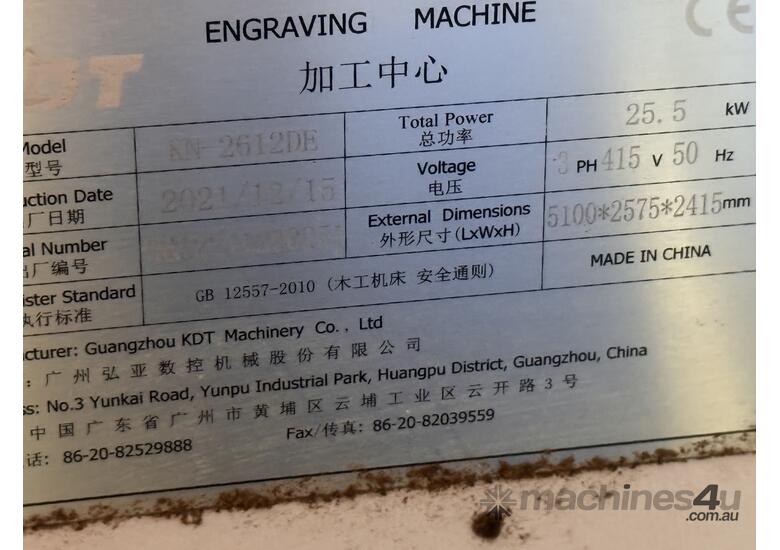 ENGRAVING MACHINE
CE
加工中心
KDT
Model KN-2612DE Total Power 25.5 kW
型号 总功率
uction Date 2021/12/15 Voltage 3 PH 415 V 50 Hz
厂日期 电压
al Number External Dimensions 5100*2575*2415mm
出厂编号 外形尺寸(LxWxH)
ister Standard GB 12557-2010 (木工机床 安全通则) MADE IN CHINA
执行标准
facturer: Guangzhou KDT Machinery Co., Ltd
: 广州弘亚数控机械股份有限公司
ss: No.3 Yunkai Road, Yunpu Industrial Park, Huangpu District, Guangzhou, China
中国广东省广州市黄埔区云埔工业区云开路3号
话: 86-20-82529888 Fax/传真: 86-20-82039559
machines4u
.com.au